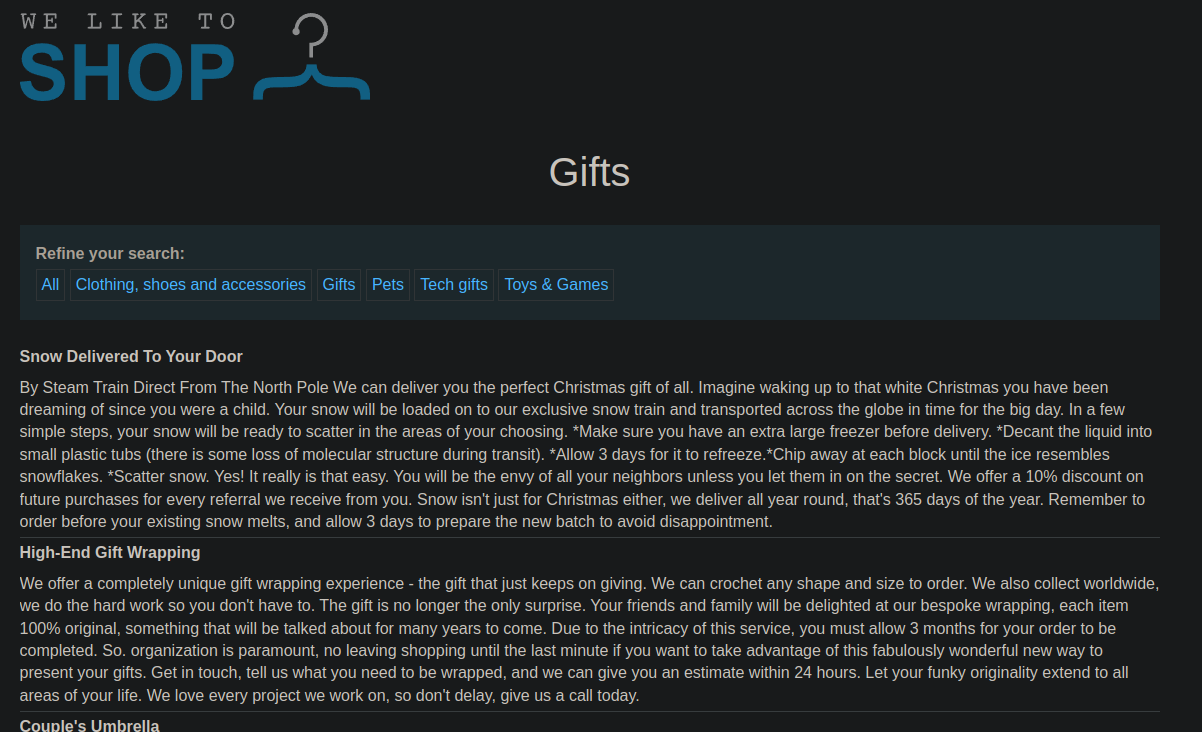 WE LIKE TO
SHOP
Gifts
Refine your search:
All Clothing, shoes and accessories Gifts Pets Tech gifts Toys & Games
Snow Delivered To Your Door
By Steam Train Direct From The North Pole We can deliver you the perfect Christmas gift of all. Imagine waking up to that white Christmas you have been
dreaming of since you were a child. Your snow will be loaded on to our exclusive snow train and transported across the globe in time for the big day. In a few
simple steps, your snow will be ready to scatter in the areas of your choosing. *Make sure you have an extra large freezer before delivery. *Decant the liquid into
small plastic tubs (there is some loss of molecular structure during transit). *Allow 3 days for it to refreeze.*Chip away at each block until the ice resembles
snowflakes. *Scatter snow. Yes! It really is that easy. You will be the envy of all your neighbors unless you let them in on the secret. We offer a 10% discount on
future purchases for every referral we receive from you. Snow isn't just for Christmas either, we deliver all year round, that's 365 days of the year. Remember to
order before your existing snow melts, and allow 3 days to prepare the new batch to avoid disappointment.
High-End Gift Wrapping
We offer a completely unique gift wrapping experience - the gift that just keeps on giving. We can crochet any shape and size to order. We also collect worldwide,
we do the hard work so you don't have to. The gift is no longer the only surprise. Your friends and family will be delighted at our bespoke wrapping, each item
100% original, something that will be talked about for many years to come. Due to the intricacy of this service, you must allow 3 months for your order to be
completed. So. organization is paramount, no leaving shopping until the last minute if you want to take advantage of this fabulously wonderful new way to
present your gifts. Get in touch, tell us what you need to be wrapped, and we can give you an estimate within 24 hours. Let your funky originality extend to all
areas of your life. We love every project we work on, so don't delay, give us a call today.
Couple's Umbrella